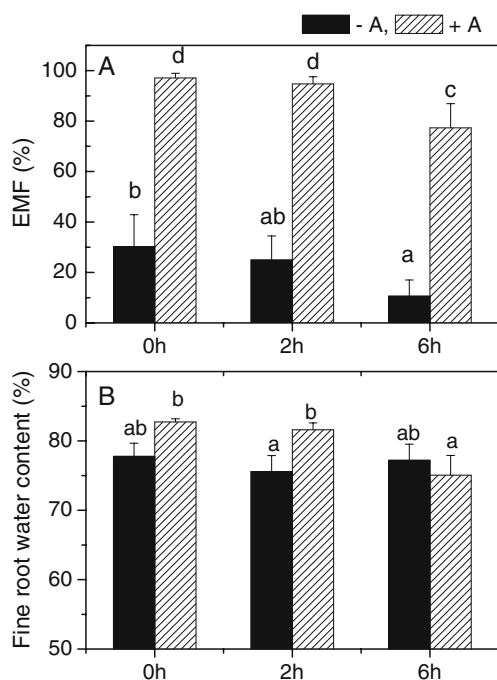 - A, + A
A
EMF (%)
100
80
60
40
20
0
b
d
ab
d
a
c
0h
2h
6h
B
Fine root water content (%)
90
80
70
60
50
ab
b
a
b
ab
a
0h
2h
6h